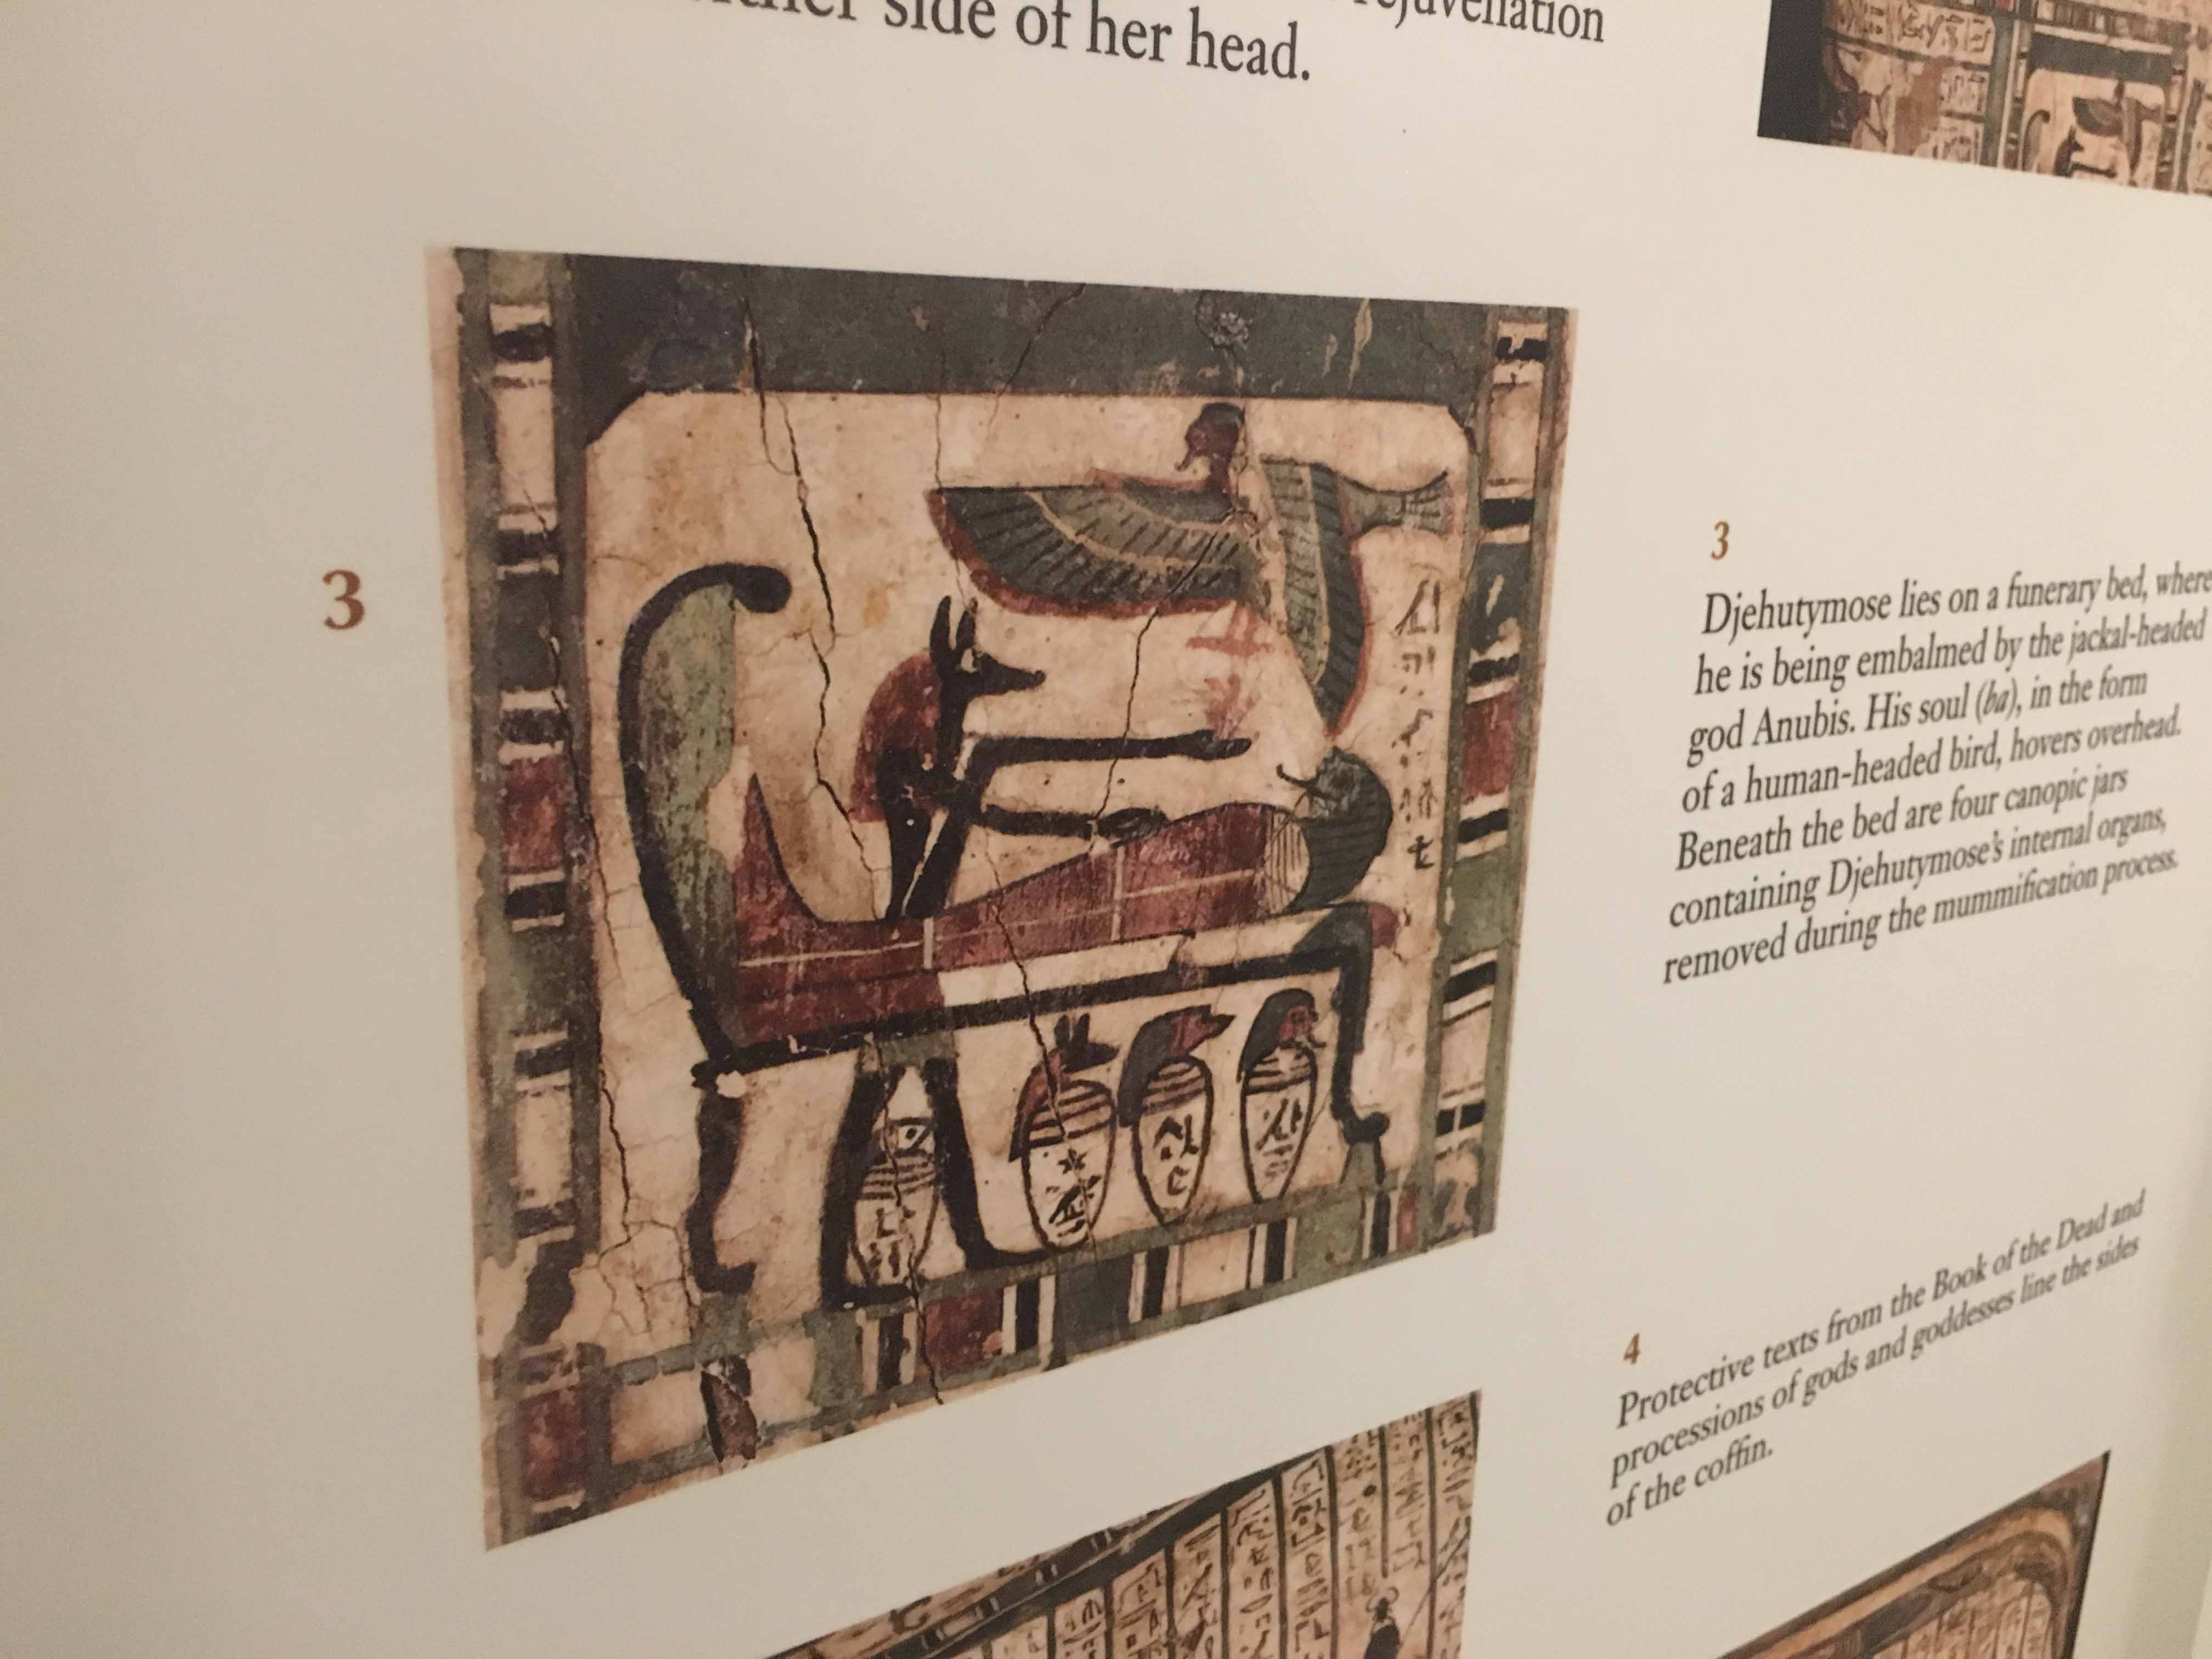 rejuvenation
side of her head.
3
3
Djehutymose lies on a funerary bed, where
he is being embalmed by the jackal-headed
god Anubis. His soul (ba), in the form
of a human-headed bird, hovers overhead.
Beneath the bed are four canopic jars
containing Djehutymose's internal organs,
removed during the mummification process.
4
Protective texts from the Book of the Dead and
processions of gods and goddesses line the sides
of the coffin.